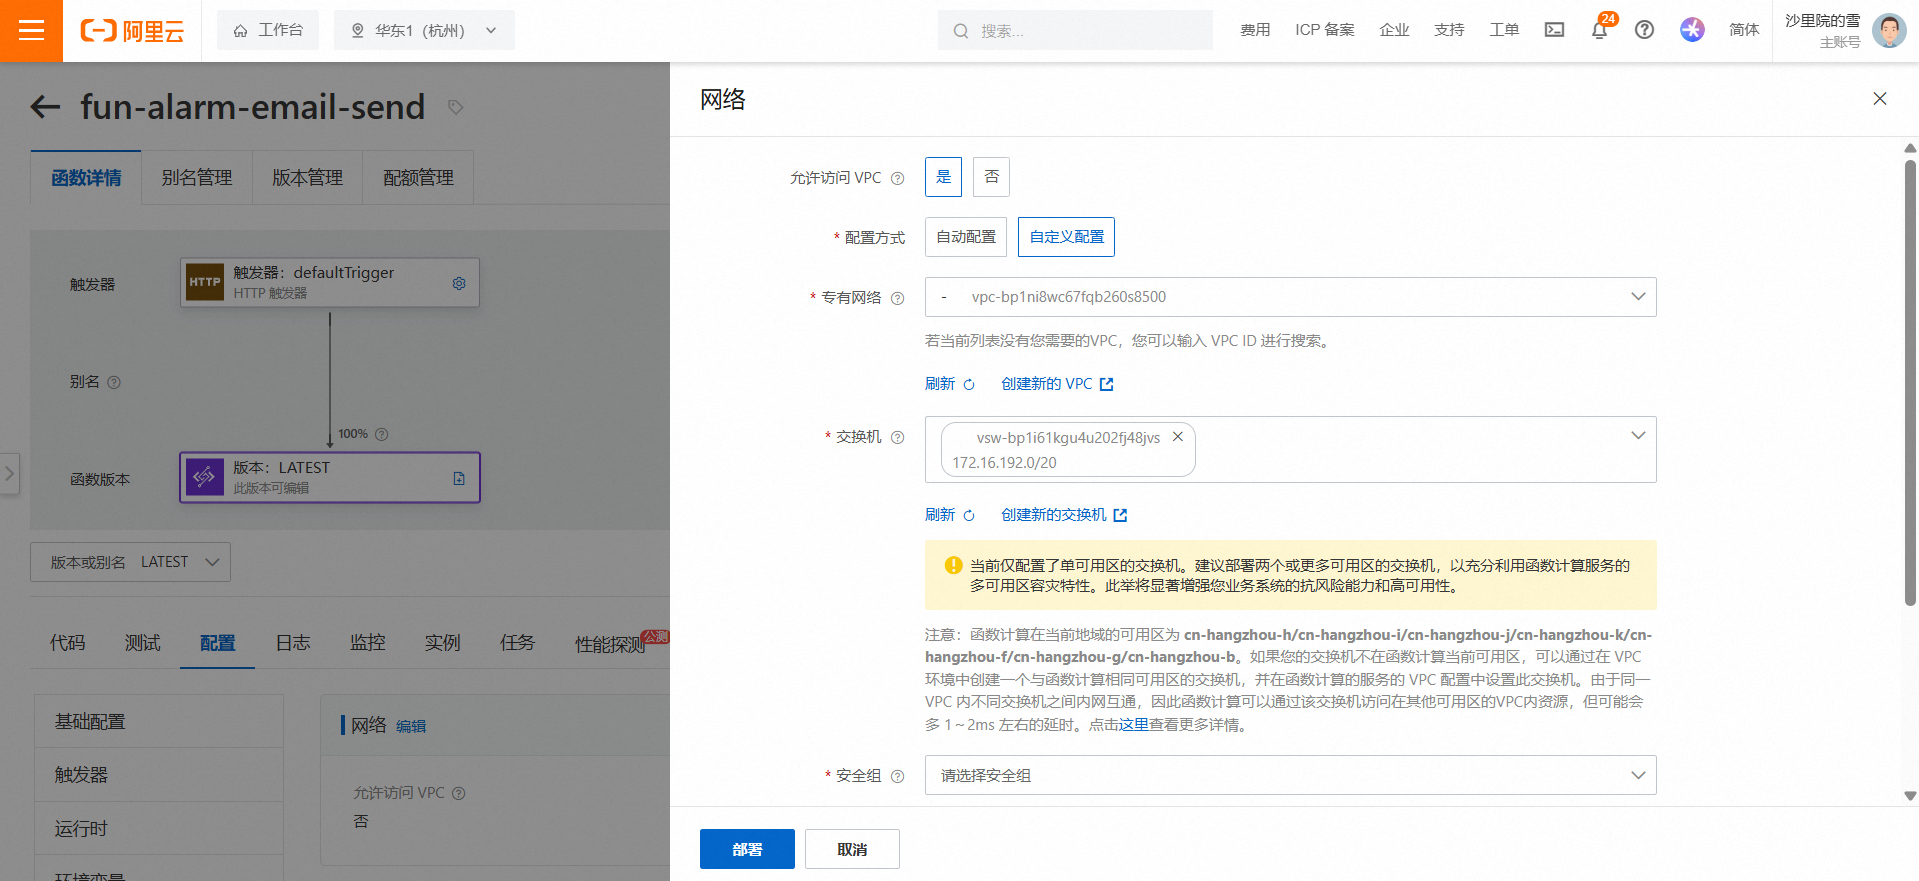 阿里云
工作台
华东1（杭州）
搜索...
费用
ICP 备案
企业
支持
工单
24
简体
沙里院的雪
主账号
fun-alarm-email-send
函数详情
别名管理
版本管理
配额管理
触发器
HTTP
触发器：defaultTrigger
HTTP 触发器
别名
100%
函数版本
版本：LATEST
此版本可编辑
版本或别名 LATEST
代码
测试
配置
日志
监控
实例
任务
性能探测
公测
基础配置
触发器
运行时
环境变量
网络 编辑
允许访问 VPC
否
网络
允许访问 VPC
是
否
* 配置方式
自动配置
自定义配置
* 专有网络
- vpc-bp1ni8wc67fqb260s8500
若当前列表没有您需要的VPC，您可以输入 VPC ID 进行搜索。
刷新
创建新的 VPC
* 交换机
vsw-bp1i61kgu4u202fj48jvs
172.16.192.0/20
刷新
创建新的交换机
当前仅配置了单可用区的交换机。建议部署两个或更多可用区的交换机，以充分利用函数计算服务的
多可用区容灾特性。此举将显著增强您业务系统的抗风险能力和高可用性。
注意：函数计算在当前地域的可用区为 cn-hangzhou-h/cn-hangzhou-i/cn-hangzhou-j/cn-hangzhou-k/cn-
hangzhou-f/cn-hangzhou-g/cn-hangzhou-b。如果您的交换机不在函数计算当前可用区，可以通过在 VPC
环境中创建一个与函数计算相同可用区的交换机，并在函数计算的服务的 VPC 配置中设置此交换机。由于同一
VPC 内不同交换机之间内网互通，因此函数计算可以通过该交换机访问在其他可用区的VPC内资源，但可能会
多 1～2ms 左右的延时。点击这里查看更多详情。
* 安全组
请选择安全组
部署
取消